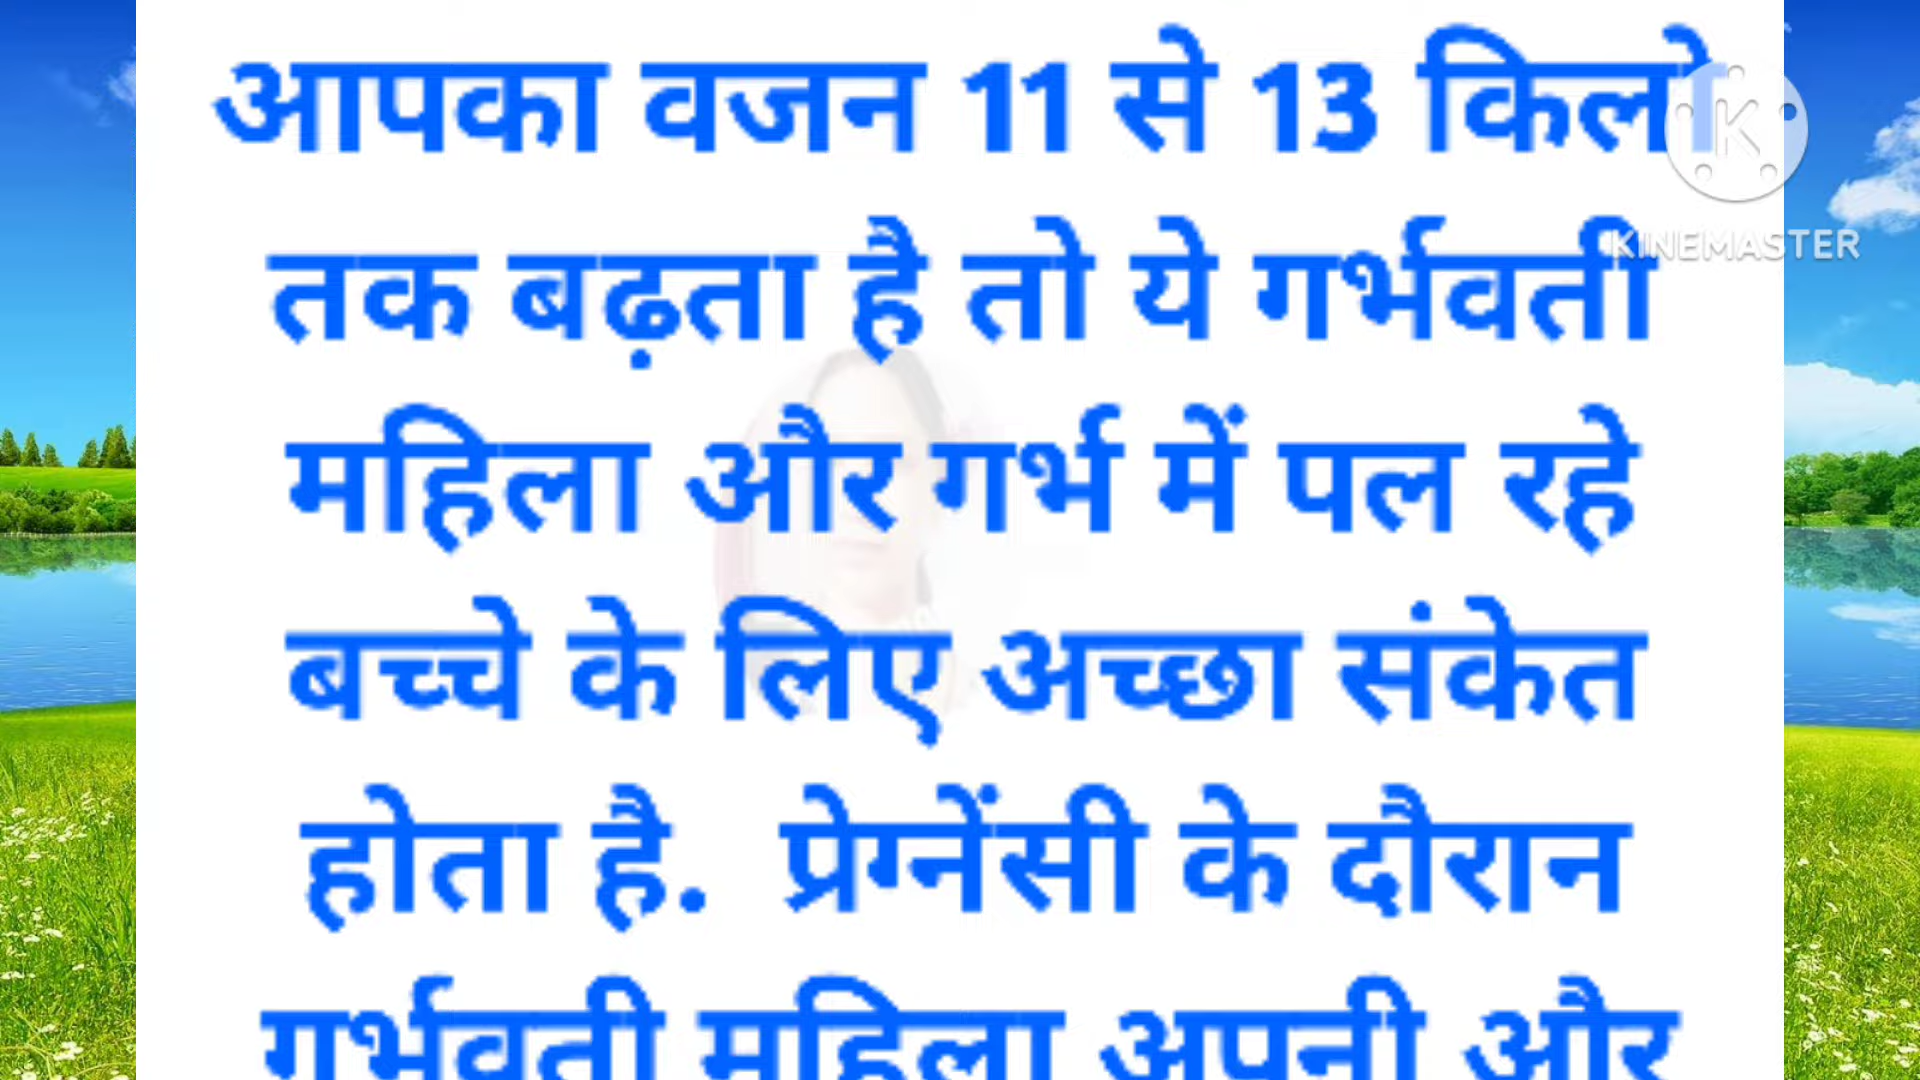 आपका वजन 11 से 13 किलो
तक बढ़ता है तो ये गर्भवती
महिला और गर्भ में पल रहे
बच्चे के लिए अच्छा संकेत
होता है. प्रेग्नेंसी के दौरान
गर्भवती महिला अपनी और
K
KINEMASTER